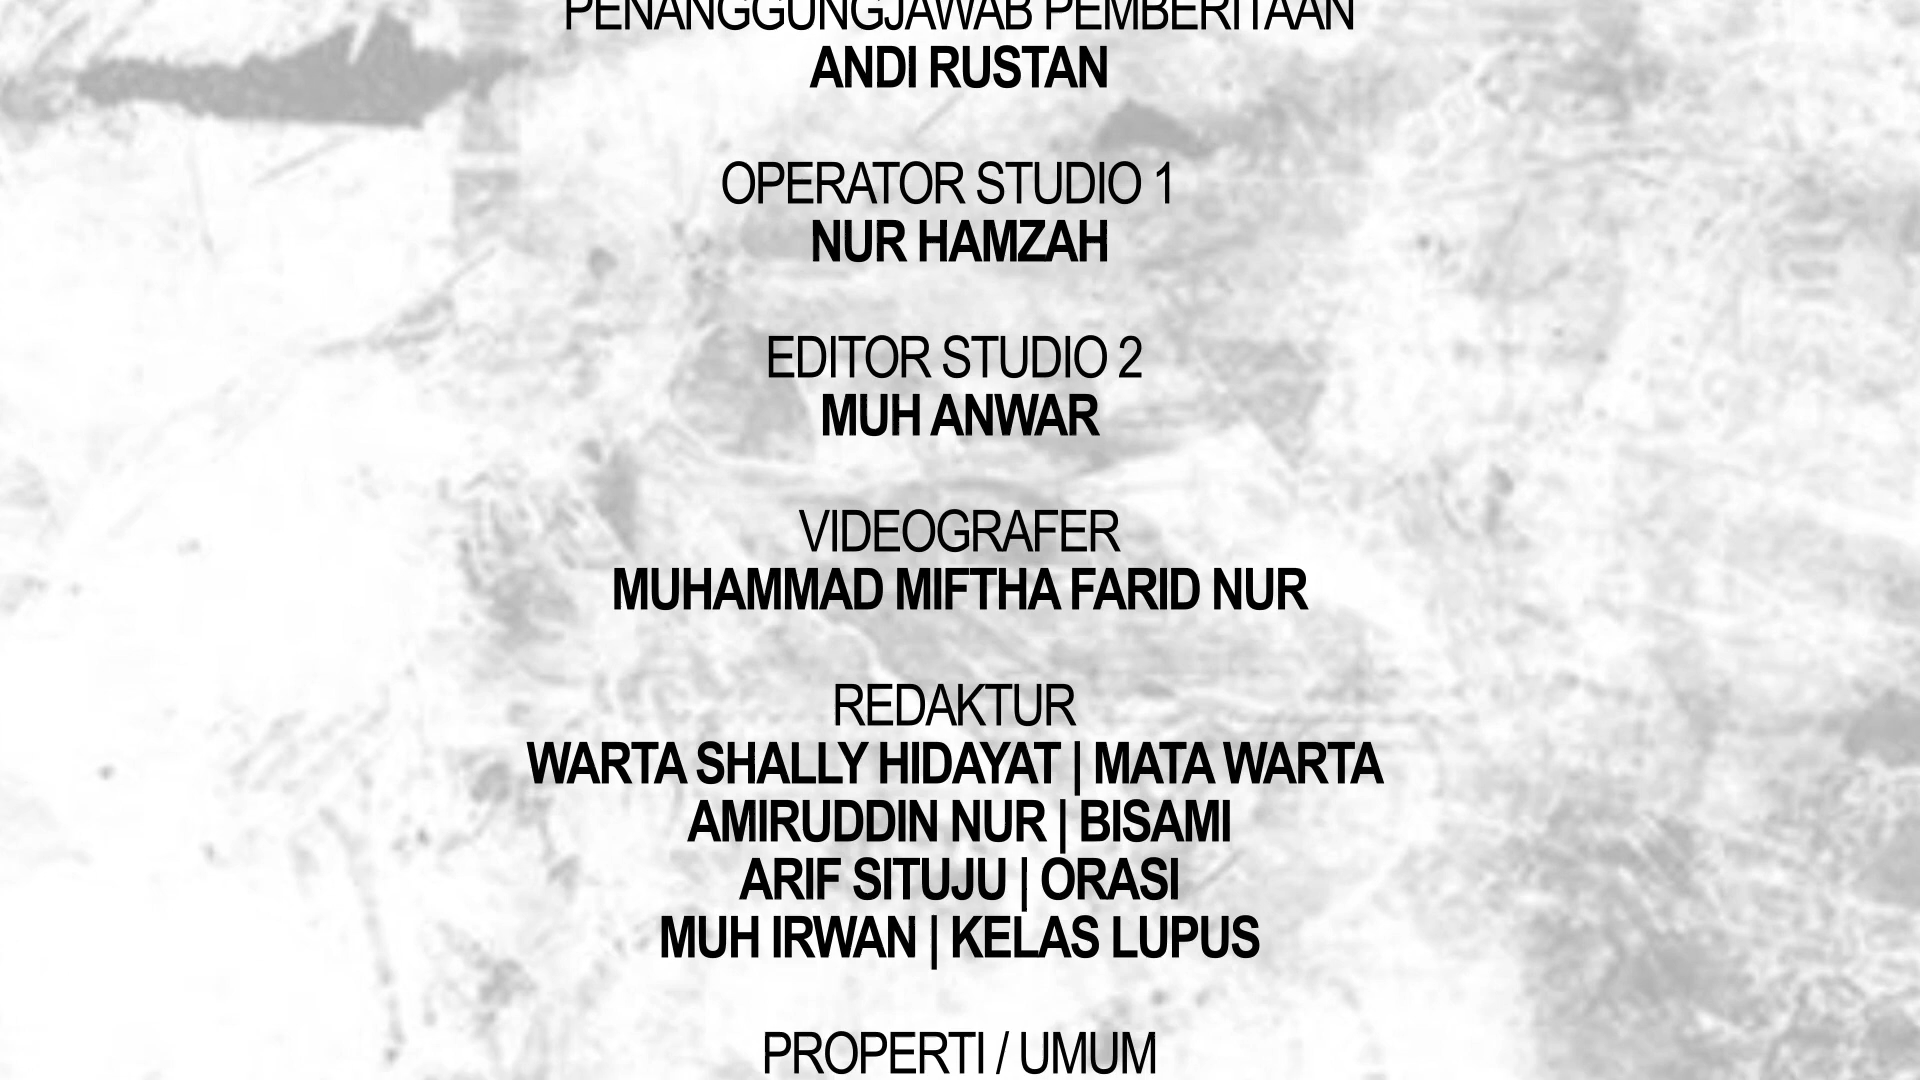 PENANGGUNGJAWAB PEMBERITAAN
ANDI RUSTAN
OPERATOR STUDIO 1
NUR HAMZAH
EDITOR STUDIO 2
MUH ANWAR
VIDEOGRAFER
MUHAMMAD MIFTHA FARID NUR
REDAKTUR
WARTA SHALLY HIDAYAT | MATA WARTA
AMIRUDDIN NUR | BISAMI
ARIF SITUJU | ORASI
MUH IRWAN | KELAS LUPUS
PROPERTI / UMUM